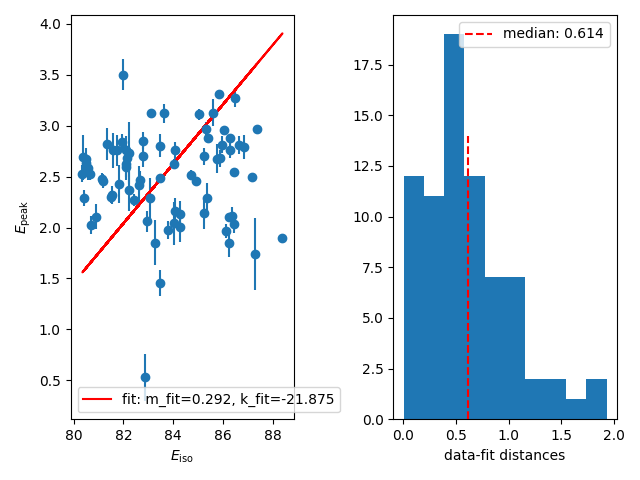 4.0
3.5
3.0
2.5
2.0
1.5
1.0
0.5
E_peak
fit: m_fit=0.292, k_fit=-21.875
80 82 84 86 88
E_iso
median: 0.614
17.5
15.0
12.5
10.0
7.5
5.0
2.5
0.0
0.0 0.5 1.0 1.5 2.0
data-fit distances